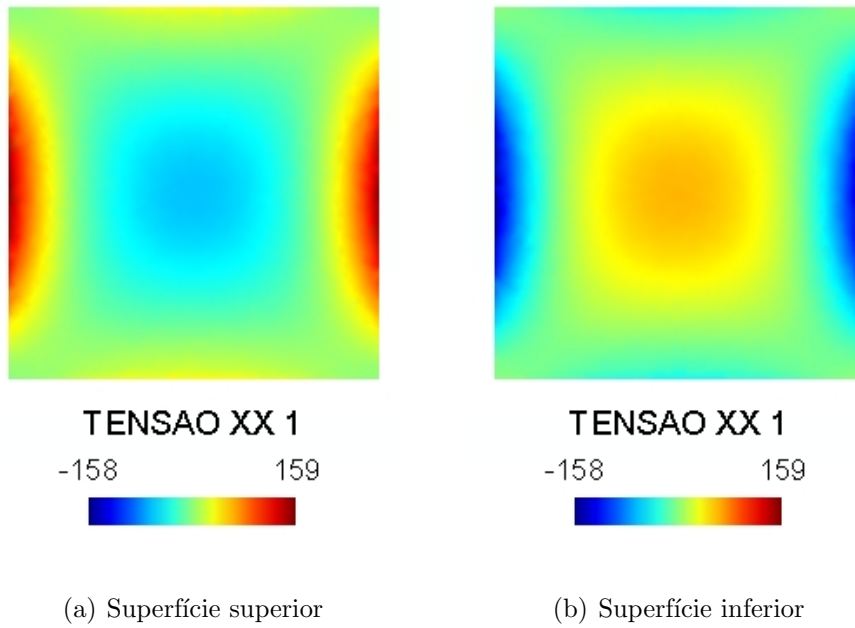 TENSAO XX 1
-158 159
(a) Superfície superior
TENSAO XX 1
-158 159
(b) Superfície inferior